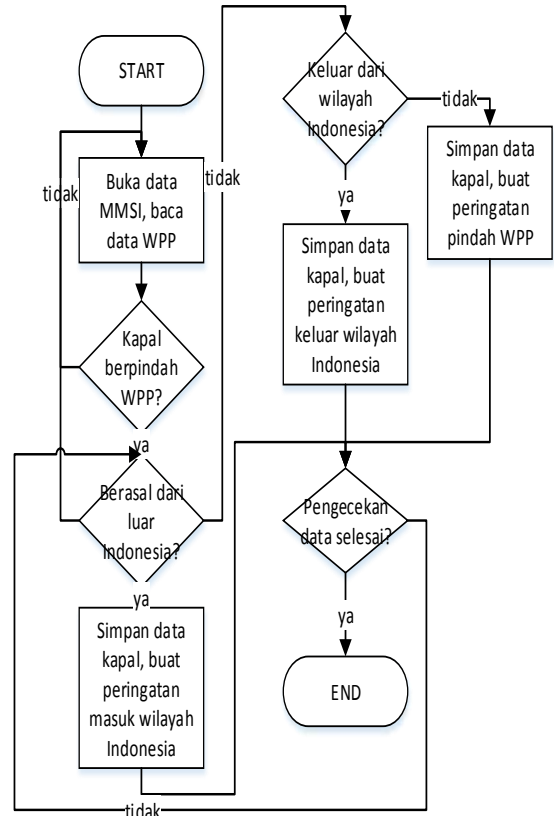 START
tidak
Buka data
MMSI, baca
data WPP
tidak
Kapal
berpindah
WPP?
ya
Berasal dari
luar
Indonesia?
ya
Simpan data
kapal, buat
peringatan
masuk wilayah
Indonesia
tidak
Keluar dari
wilayah
Indonesia?
tidak
Simpan data
kapal, buat
peringatan
pindah WPP
ya
Simpan data
kapal, buat
peringatan
keluar wilayah
Indonesia
Pengecekan
data selesai?
ya
END